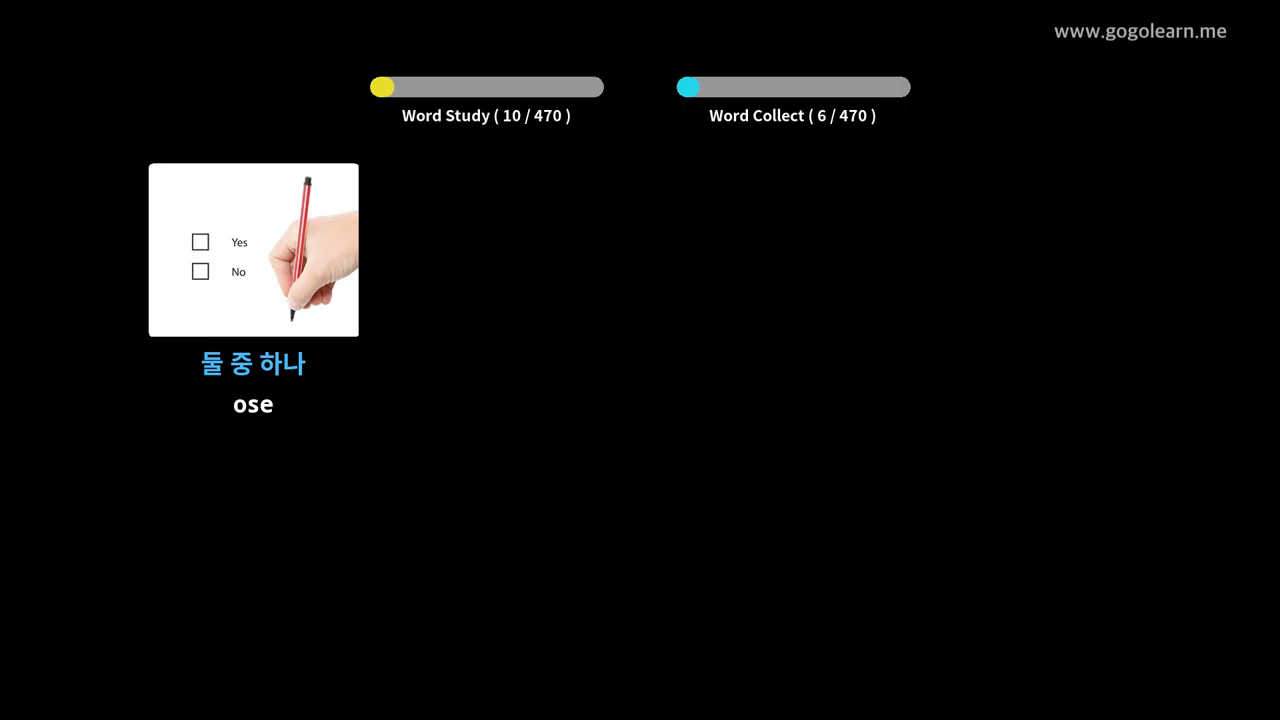 www.gogolearn.me
Word Study ( 10 / 470 )
Word Collect ( 6 / 470 )
Yes
No
둘 중 하나
ose